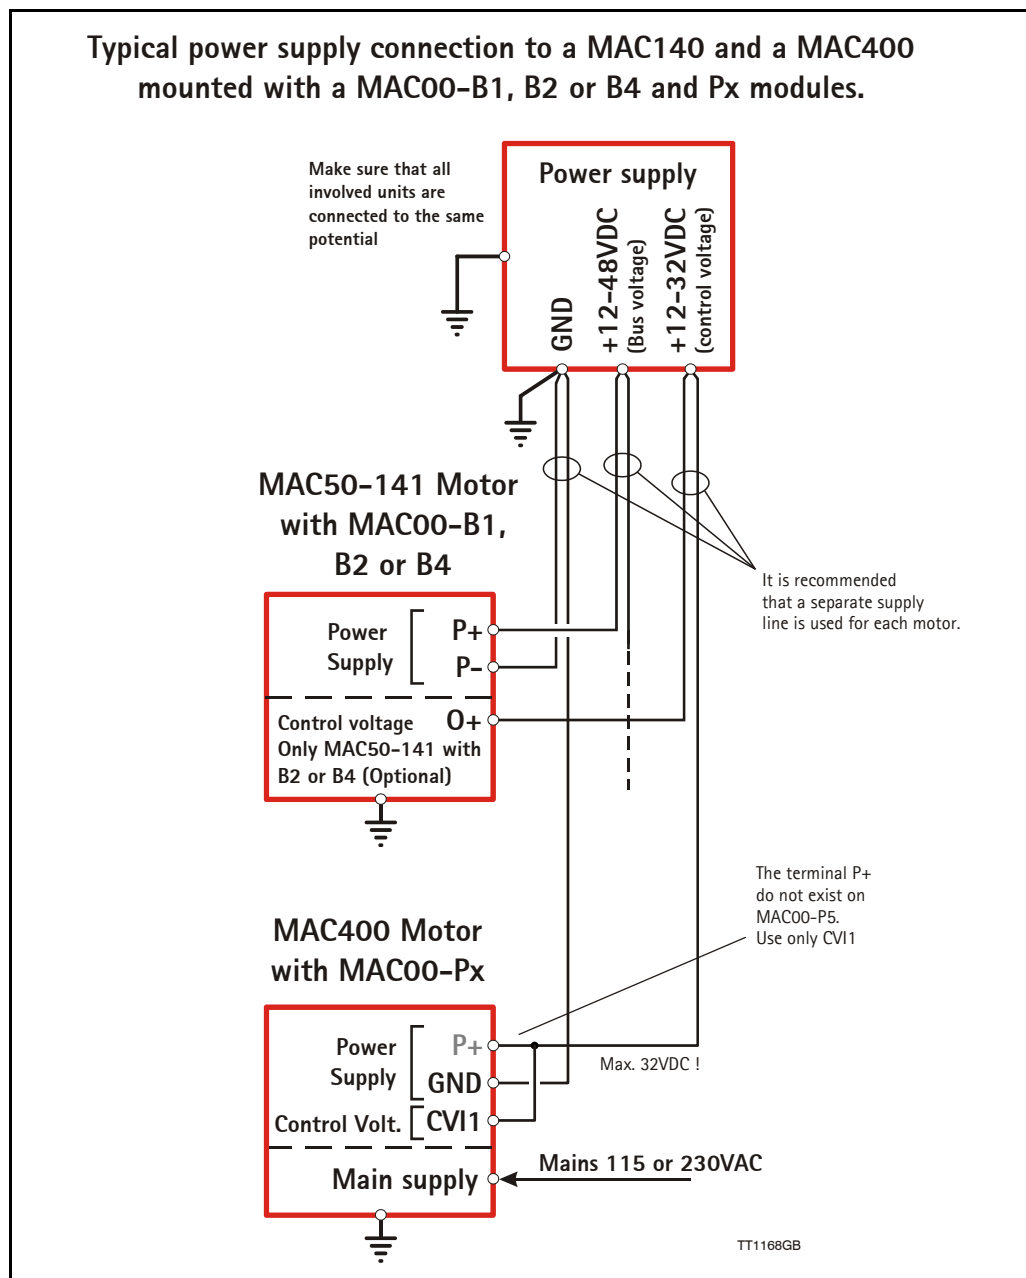 Typical power supply connection to a MAC140 and a MAC400
mounted with a MAC00-B1, B2 or B4 and Px modules.
Make sure that all
involved units are
connected to the same
potential
Power supply
GND
+12-48VDC
(Bus voltage)
+12-32VDC
(control voltage)
MAC50-141 Motor
with MAC00-B1,
B2 or B4
It is recommended
that a separate supply
line is used for each motor.
Power
Supply
P+
P-
Control voltage O+
Only MAC50-141 with
B2 or B4 (Optional)
The terminal P+
do not exist on
MAC00-P5.
Use only CVI1
MAC400 Motor
with MAC00-Px
Power
Supply
P+
GND
Max. 32VDC !
Control Volt. CVI1
Main supply
Mains 115 or 230VAC
TT1168GB